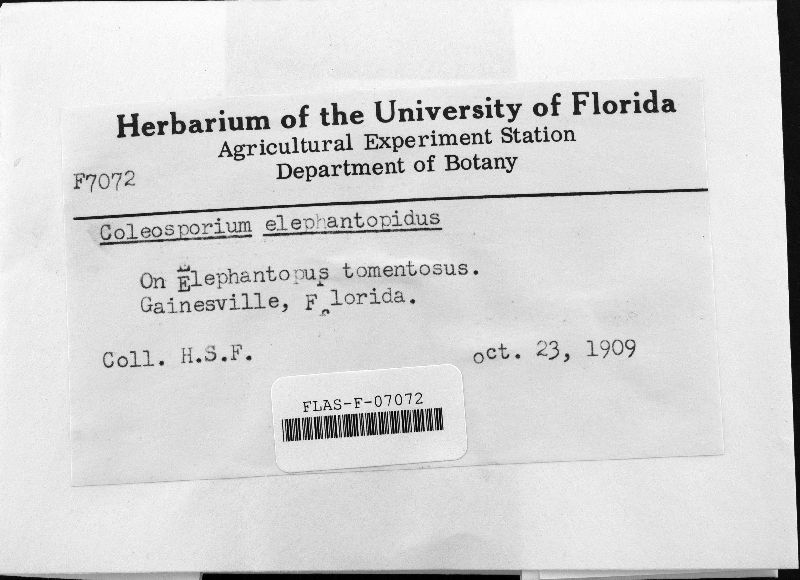 Herbarium of the University of Florida
Agricultural Experiment Station
Department of Botany
F7072
Coleosporium elephantopidus
On Elephantopus tomentosus.
Gainesville, Florida.
Coll. H.S.F. oct. 23, 1909
FLAS-F-07072